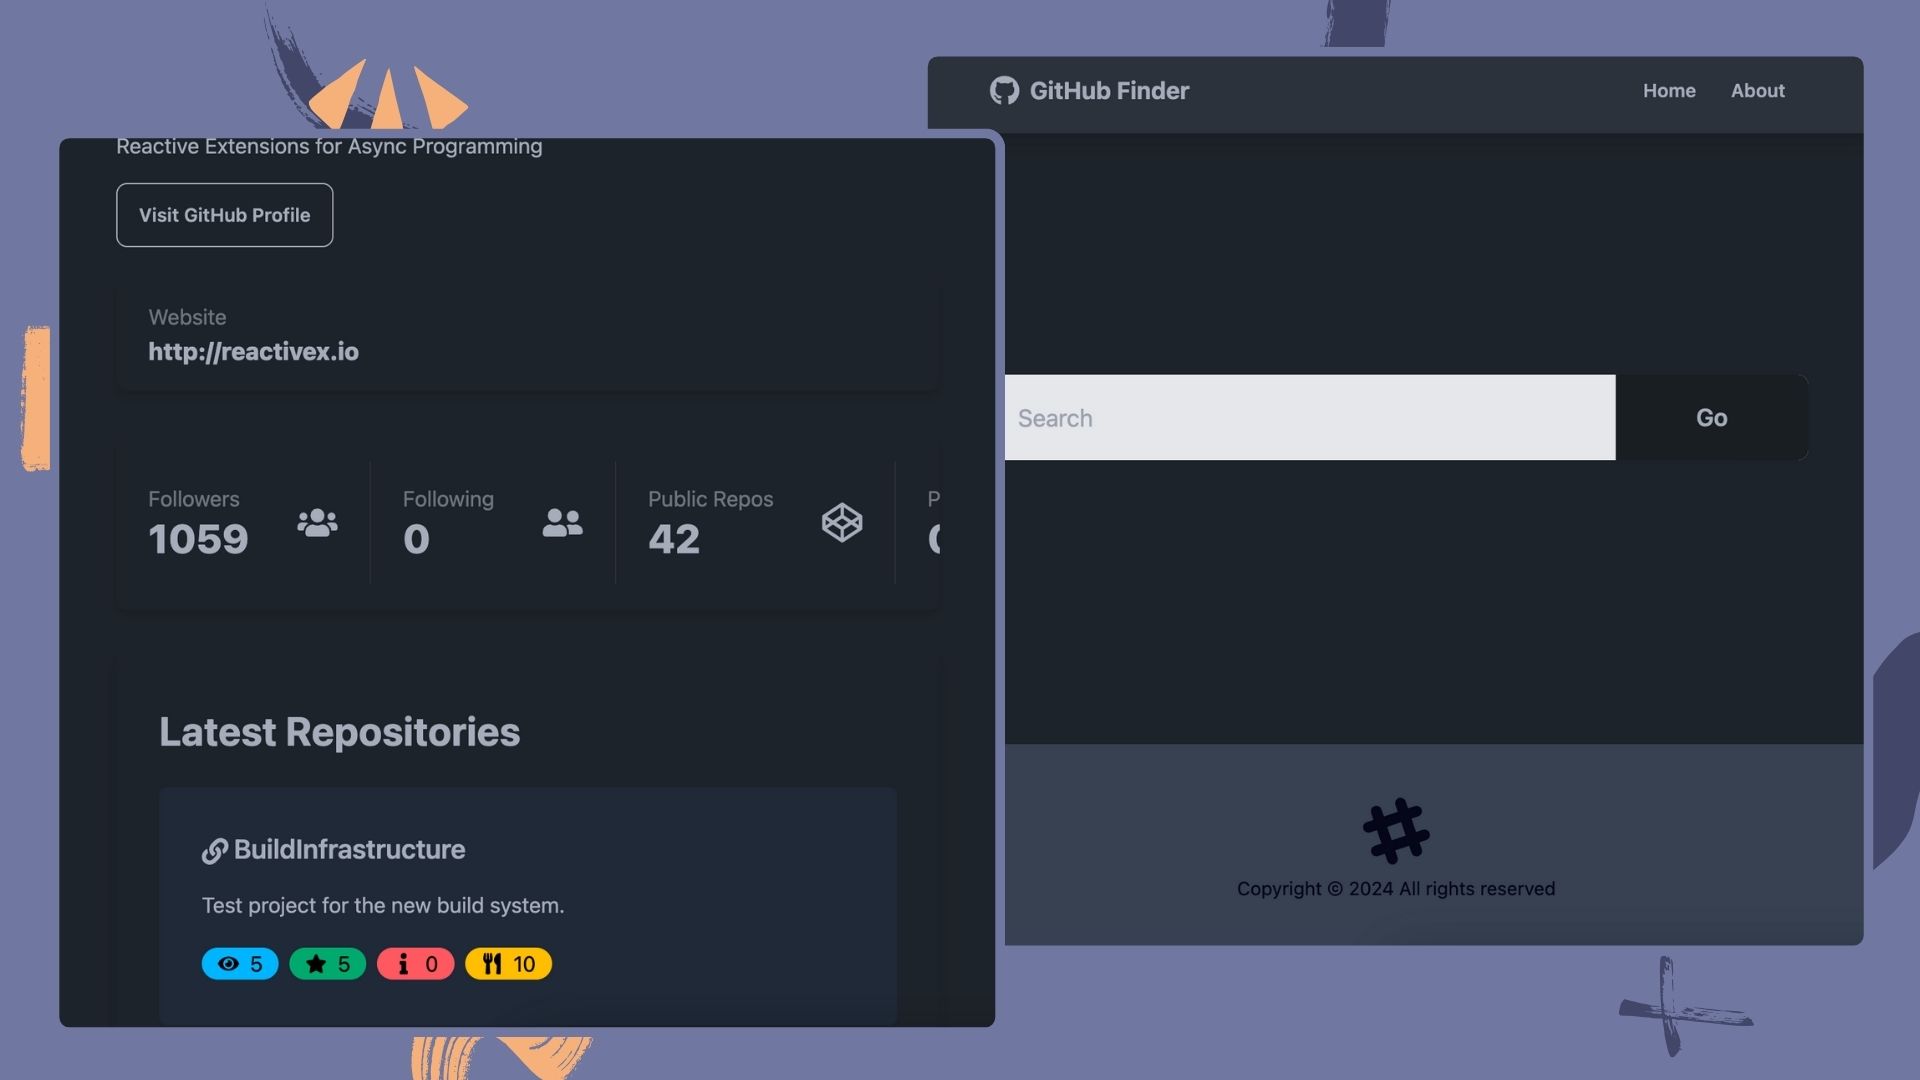 GitHub Finder
Home
About
Search
Go
Copyright © 2024 All rights reserved
Reactive Extensions for Async Programming
Visit GitHub Profile
Website
http://reactivex.io
Followers
1059
Following
0
Public Repos
42
P
Latest Repositories
BuildInfrastructure
Test project for the new build system.
5
5
0
10